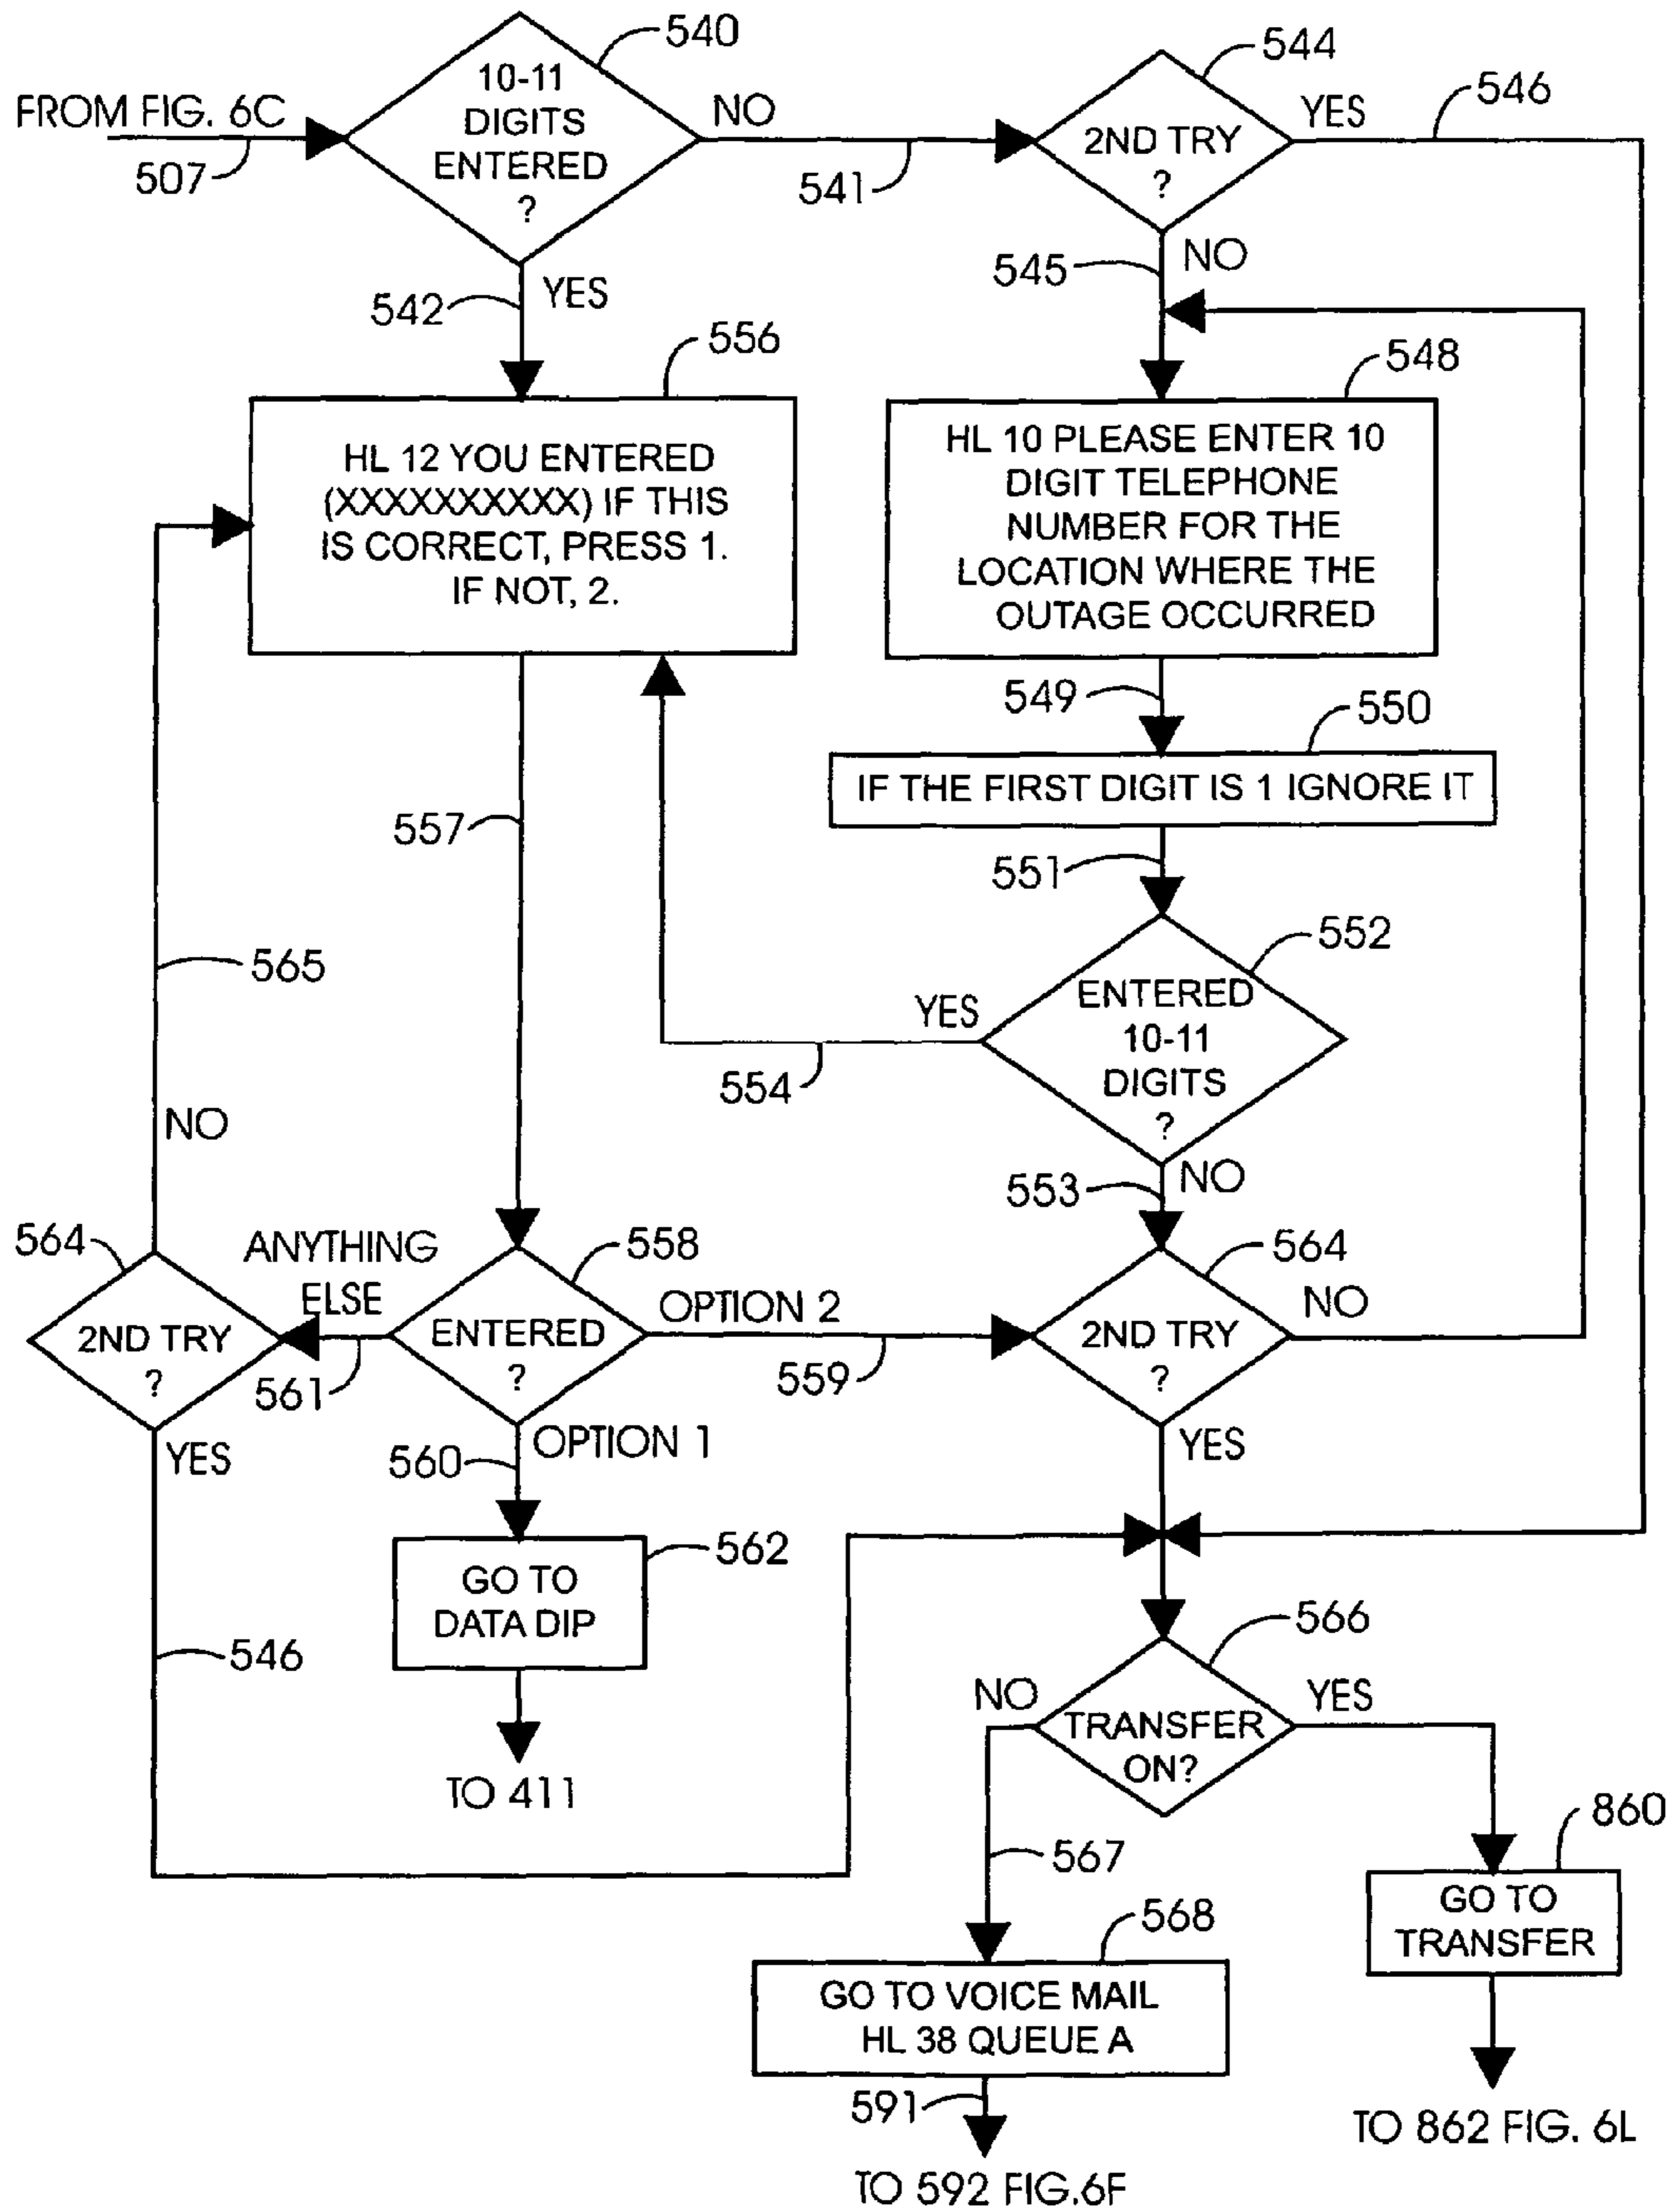 540
544
10-11
DIGITS
ENTERED
?
FROM FIG. 6C
507
NO
541
2ND TRY
?
YES
546
542
YES
545
NO
556
548
HL 12 YOU ENTERED
(XXXXXXXXXX) IF THIS
IS CORRECT, PRESS 1.
IF NOT, 2.
HL 10 PLEASE ENTER 10
DIGIT TELEPHONE
NUMBER FOR THE
LOCATION WHERE THE
OUTAGE OCCURRED
549
550
IF THE FIRST DIGIT IS 1 IGNORE IT
557
551
552
565
ENTERED
10-11
DIGITS
?
YES
554
NO
553
NO
564
ANYTHING
ELSE
558
564
2ND TRY
?
561
ENTERED
?
OPTION 2
559
2ND TRY
?
NO
YES
560
OPTION 1
YES
562
GO TO
DATA DIP
546
TO 411
566
NO
TRANSFER
ON?
YES
567
860
GO TO
TRANSFER
568
GO TO VOICE MAIL
HL 38 QUEUE A
591
TO 862 FIG. 6L
TO 592 FIG.6F